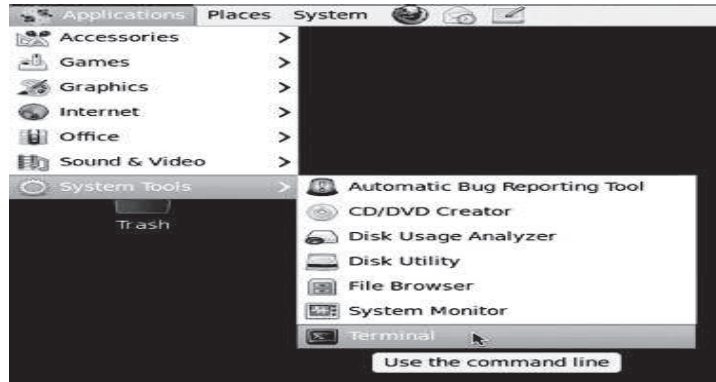 Applications Places System
Accessories >
Games >
Graphics >
Internet >
Office >
Sound & Video >
System Tools >
Trash
Automatic Bug Reporting Tool
CD/DVD Creator
Disk Usage Analyzer
Disk Utility
File Browser
System Monitor
Terminal
Use the command line